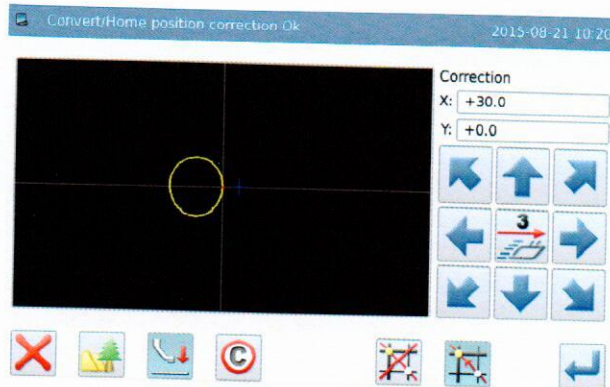 Convert/Home position correction Ok
2015-08-21 10:20
Correction
X: +30.0
Y: +0.0
3
C